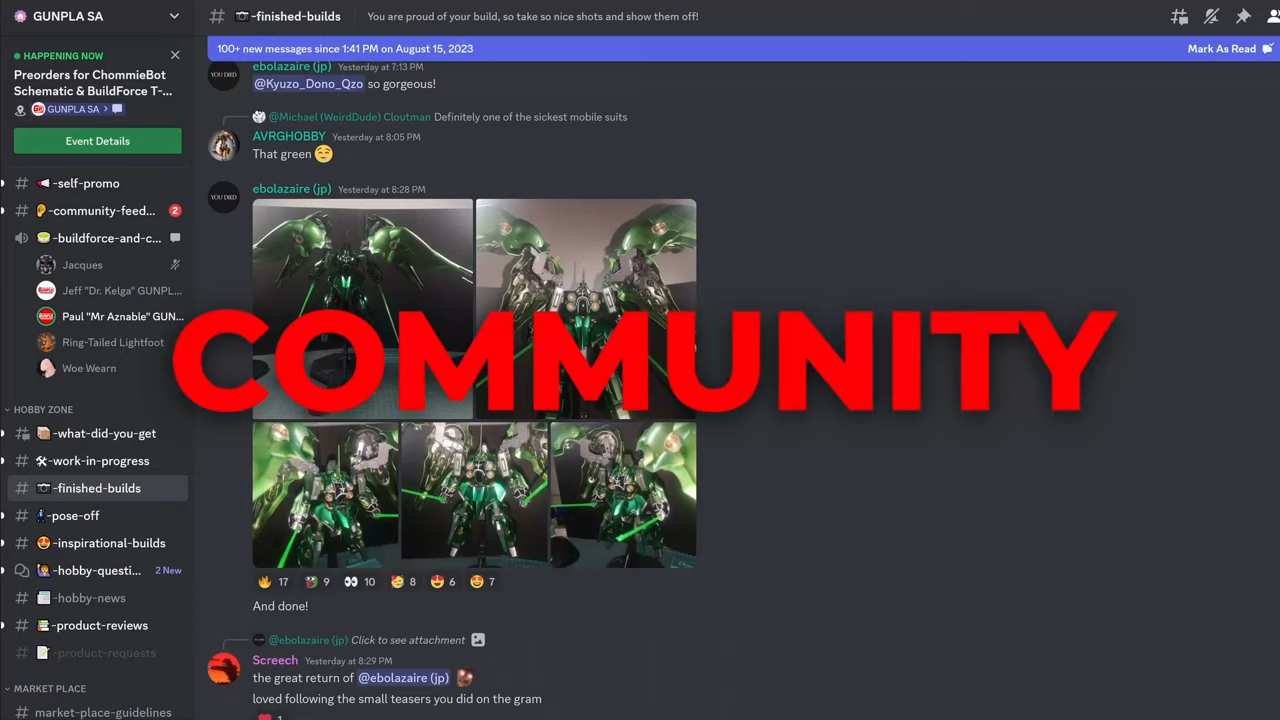 GUNPLA SA
HAPPENING NOW
Preorders for ChommieBot
Schematic & BuildForce T-...
GUNPLA SA >
Event Details
-self-promo
-community-feed... 2
-buildforce-and-c...
Jacques
Jeff "Dr. Kelga" GUNPL...
Paul "Mr Aznable" GUN...
Ring-Tailed Lightfoot
Woe Wearn
HOBBY ZONE
-what-did-you-get
-work-in-progress
-finished-builds
-pose-off
-inspirational-builds
-hobby-questi... 2 New
-hobby-news
-product-reviews
-product-requests
MARKET PLACE
market-place-guidelines
# -finished-builds You are proud of your build, so take so nice shots and show them off!
100+ new messages since 1:41 PM on August 15, 2023 Mark As Read
YOU DIED
ebolazaire (jp) Yesterday at 7:13 PM
@Kyuzo_Dono_Qzo so gorgeous!
@Michael (WeirdDude) Cloutman Definitely one of the sickest mobile suits
AVRGHOBBY Yesterday at 8:05 PM
That green
YOU DIED
ebolazaire (jp) Yesterday at 8:28 PM
COMMUNITY
17 9 10 8 6 7
And done!
@ebolazaire (jp) Click to see attachment
Screech Yesterday at 8:29 PM
the great return of @ebolazaire (jp)
loved following the small teasers you did on the gram